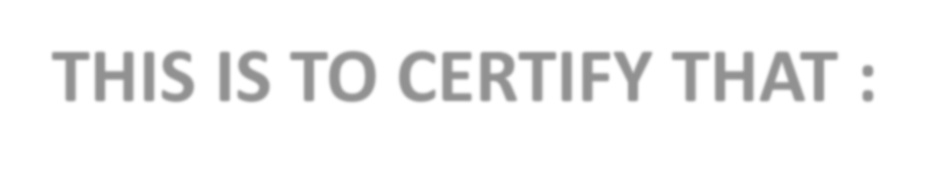 THIS IS TO CERTIFY THAT :